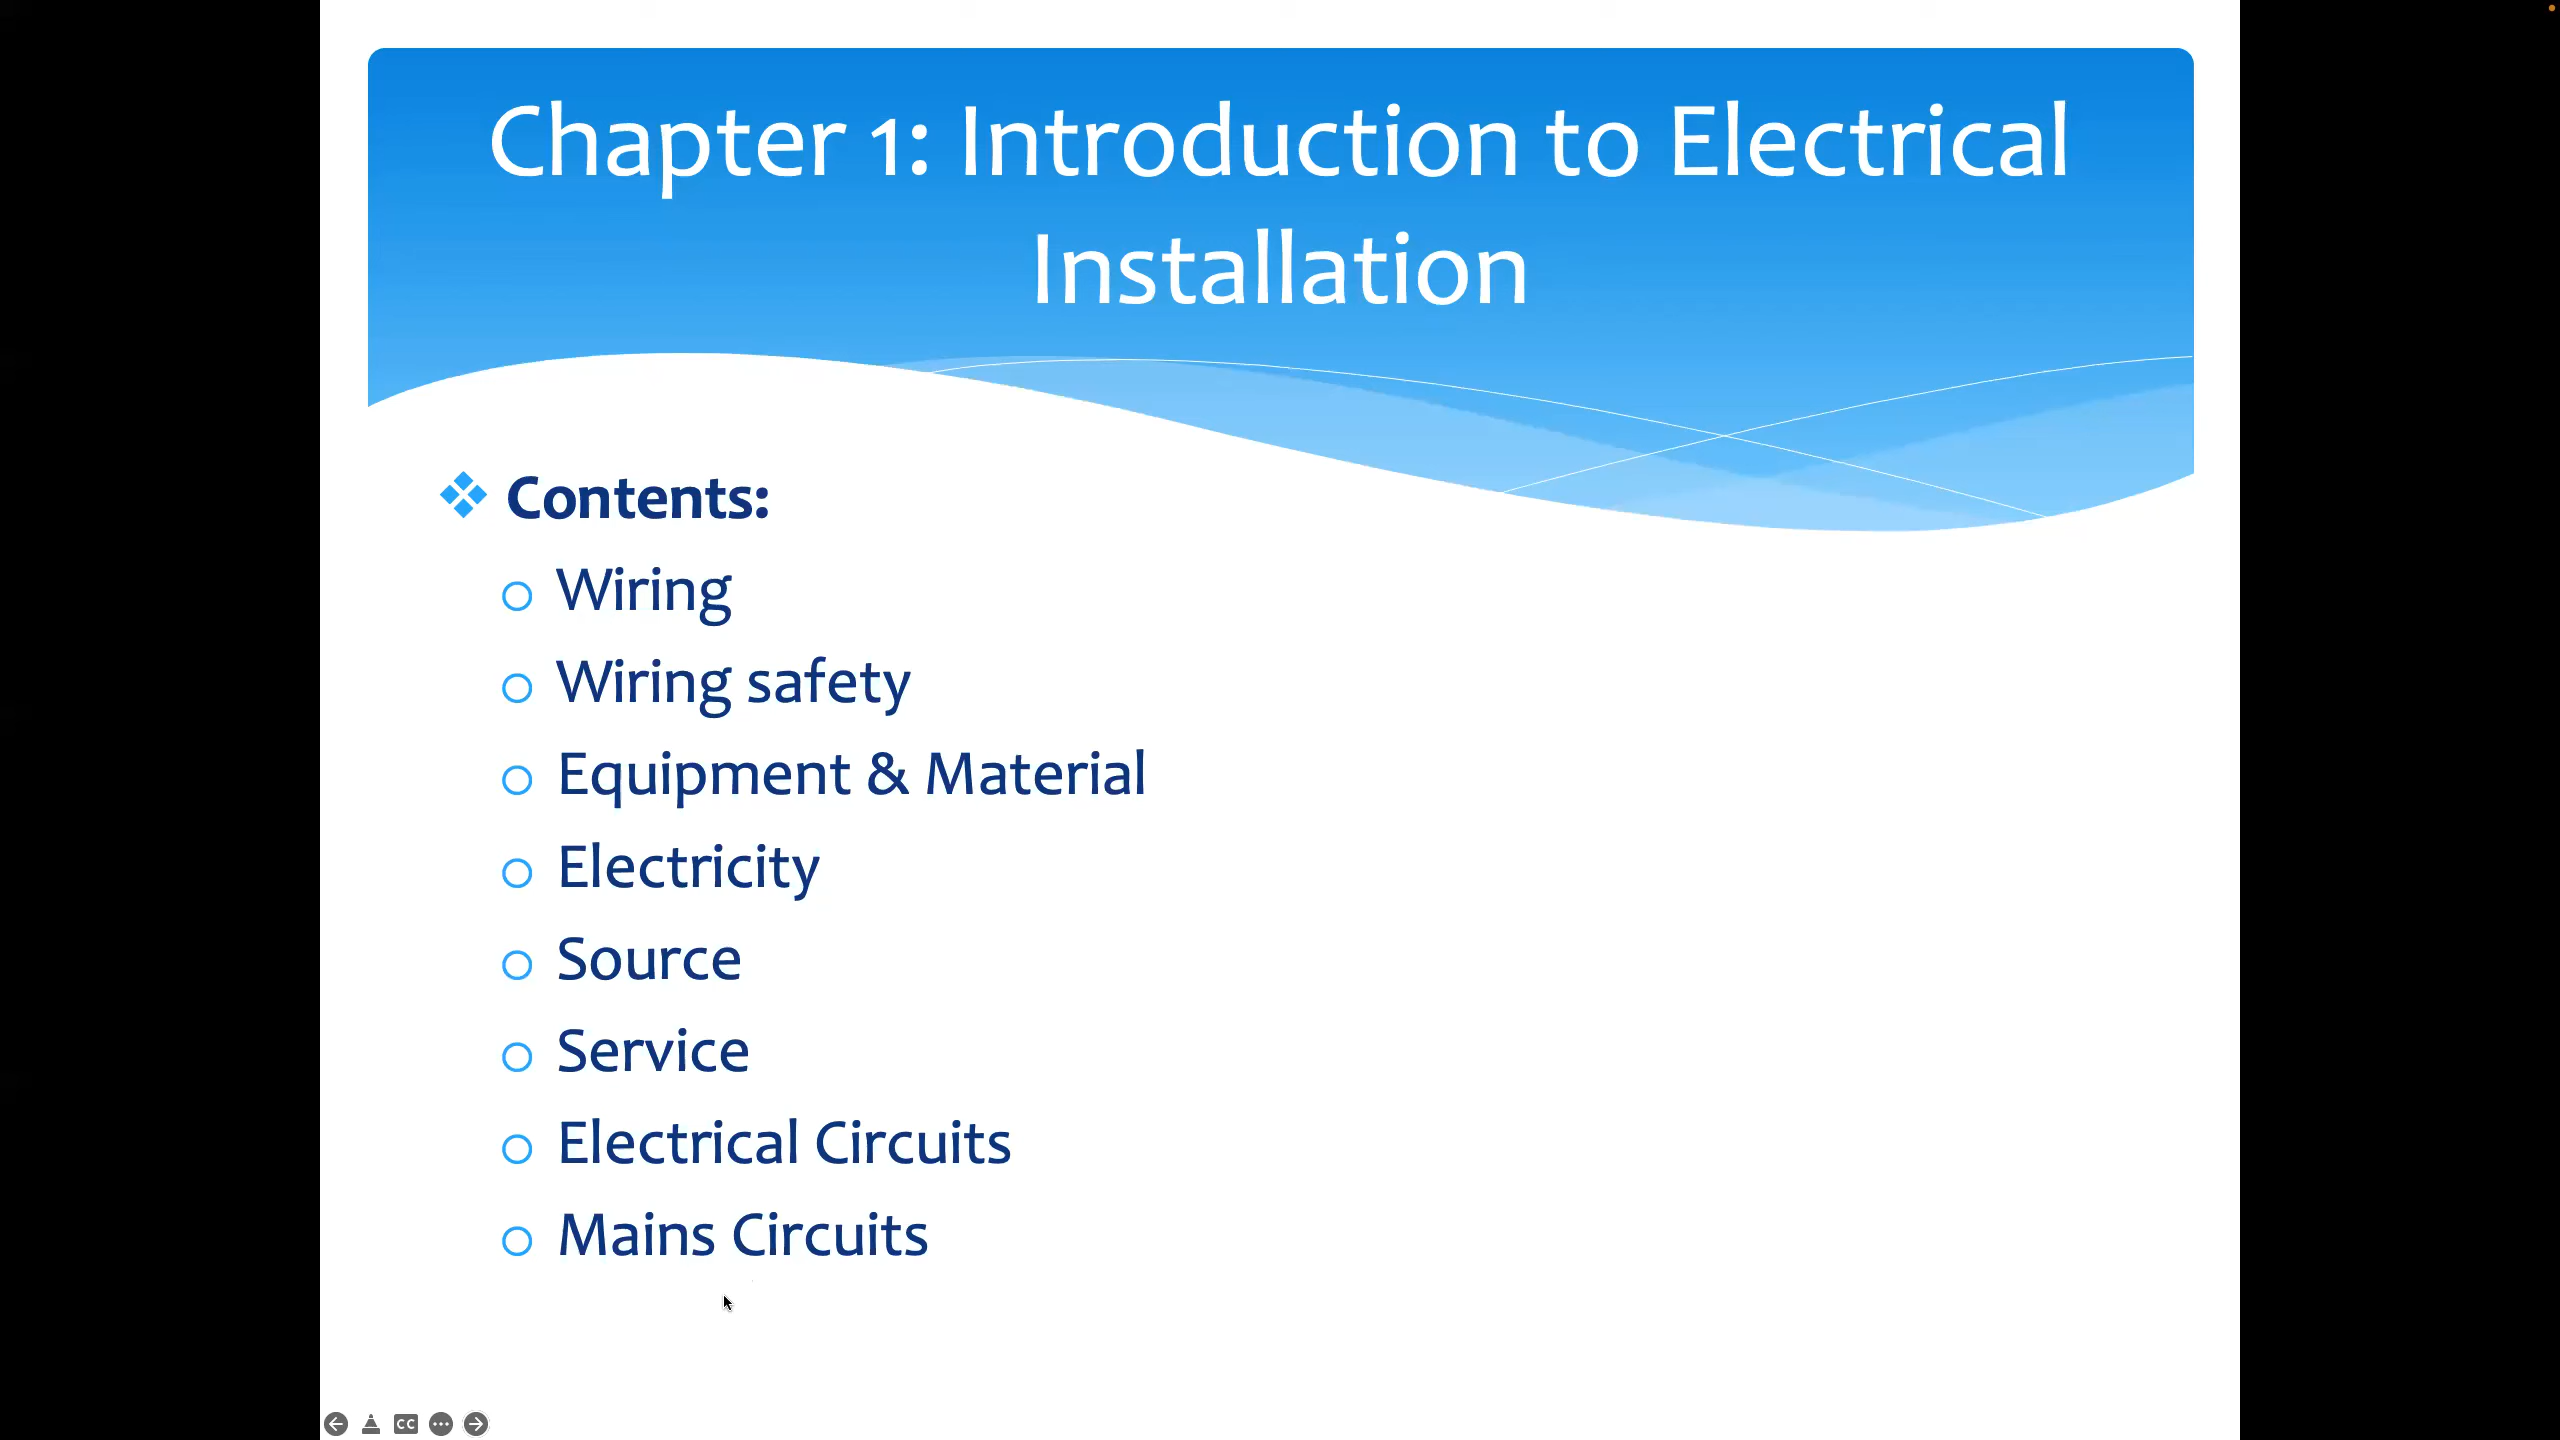 Chapter 1: Introduction to Electrical
Installation
Contents:
Wiring
Wiring safety
Equipment & Material
Electricity
Source
Service
Electrical Circuits
Mains Circuits
CC